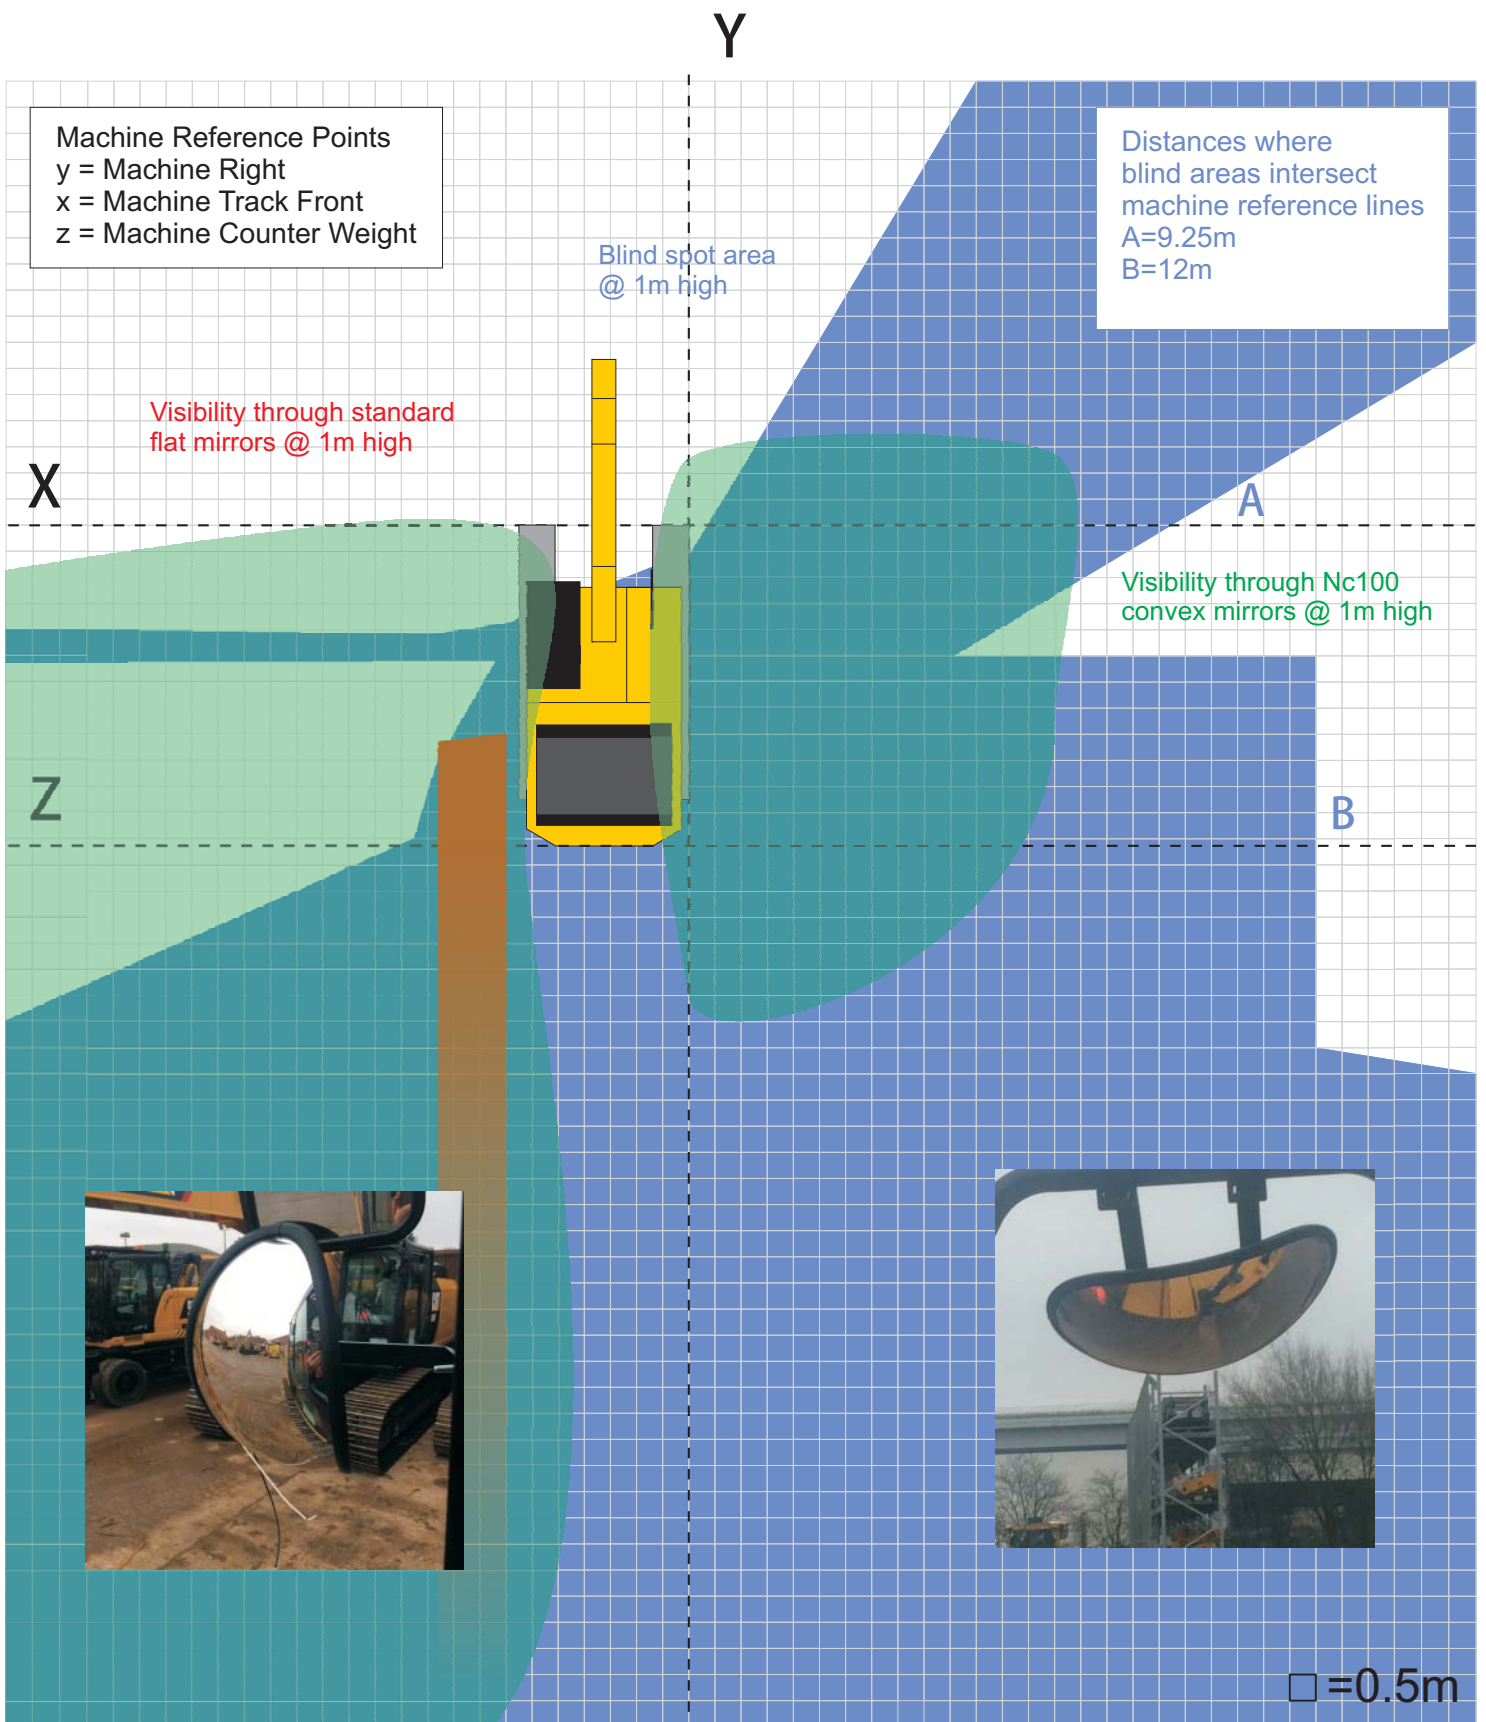 Y
Machine Reference Points
y = Machine Right
x = Machine Track Front
z = Machine Counter Weight
Distances where
blind areas intersect
machine reference lines
A=9.25m
B=12m
Blind spot area
@ 1m high
Visibility through standard
flat mirrors @ 1m high
X
A
Visibility through Nc100
convex mirrors @ 1m high
Z
B
=0.5m